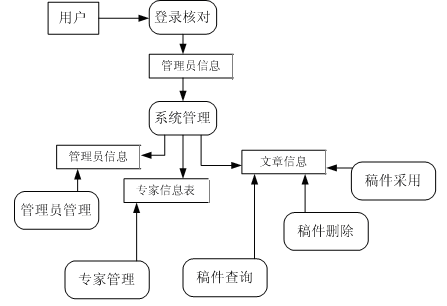 用户
登录核对
管理员信息
系统管理
管理员信息
文章信息
专家信息表
稿件采用
管理员管理
稿件删除
专家管理
稿件查询